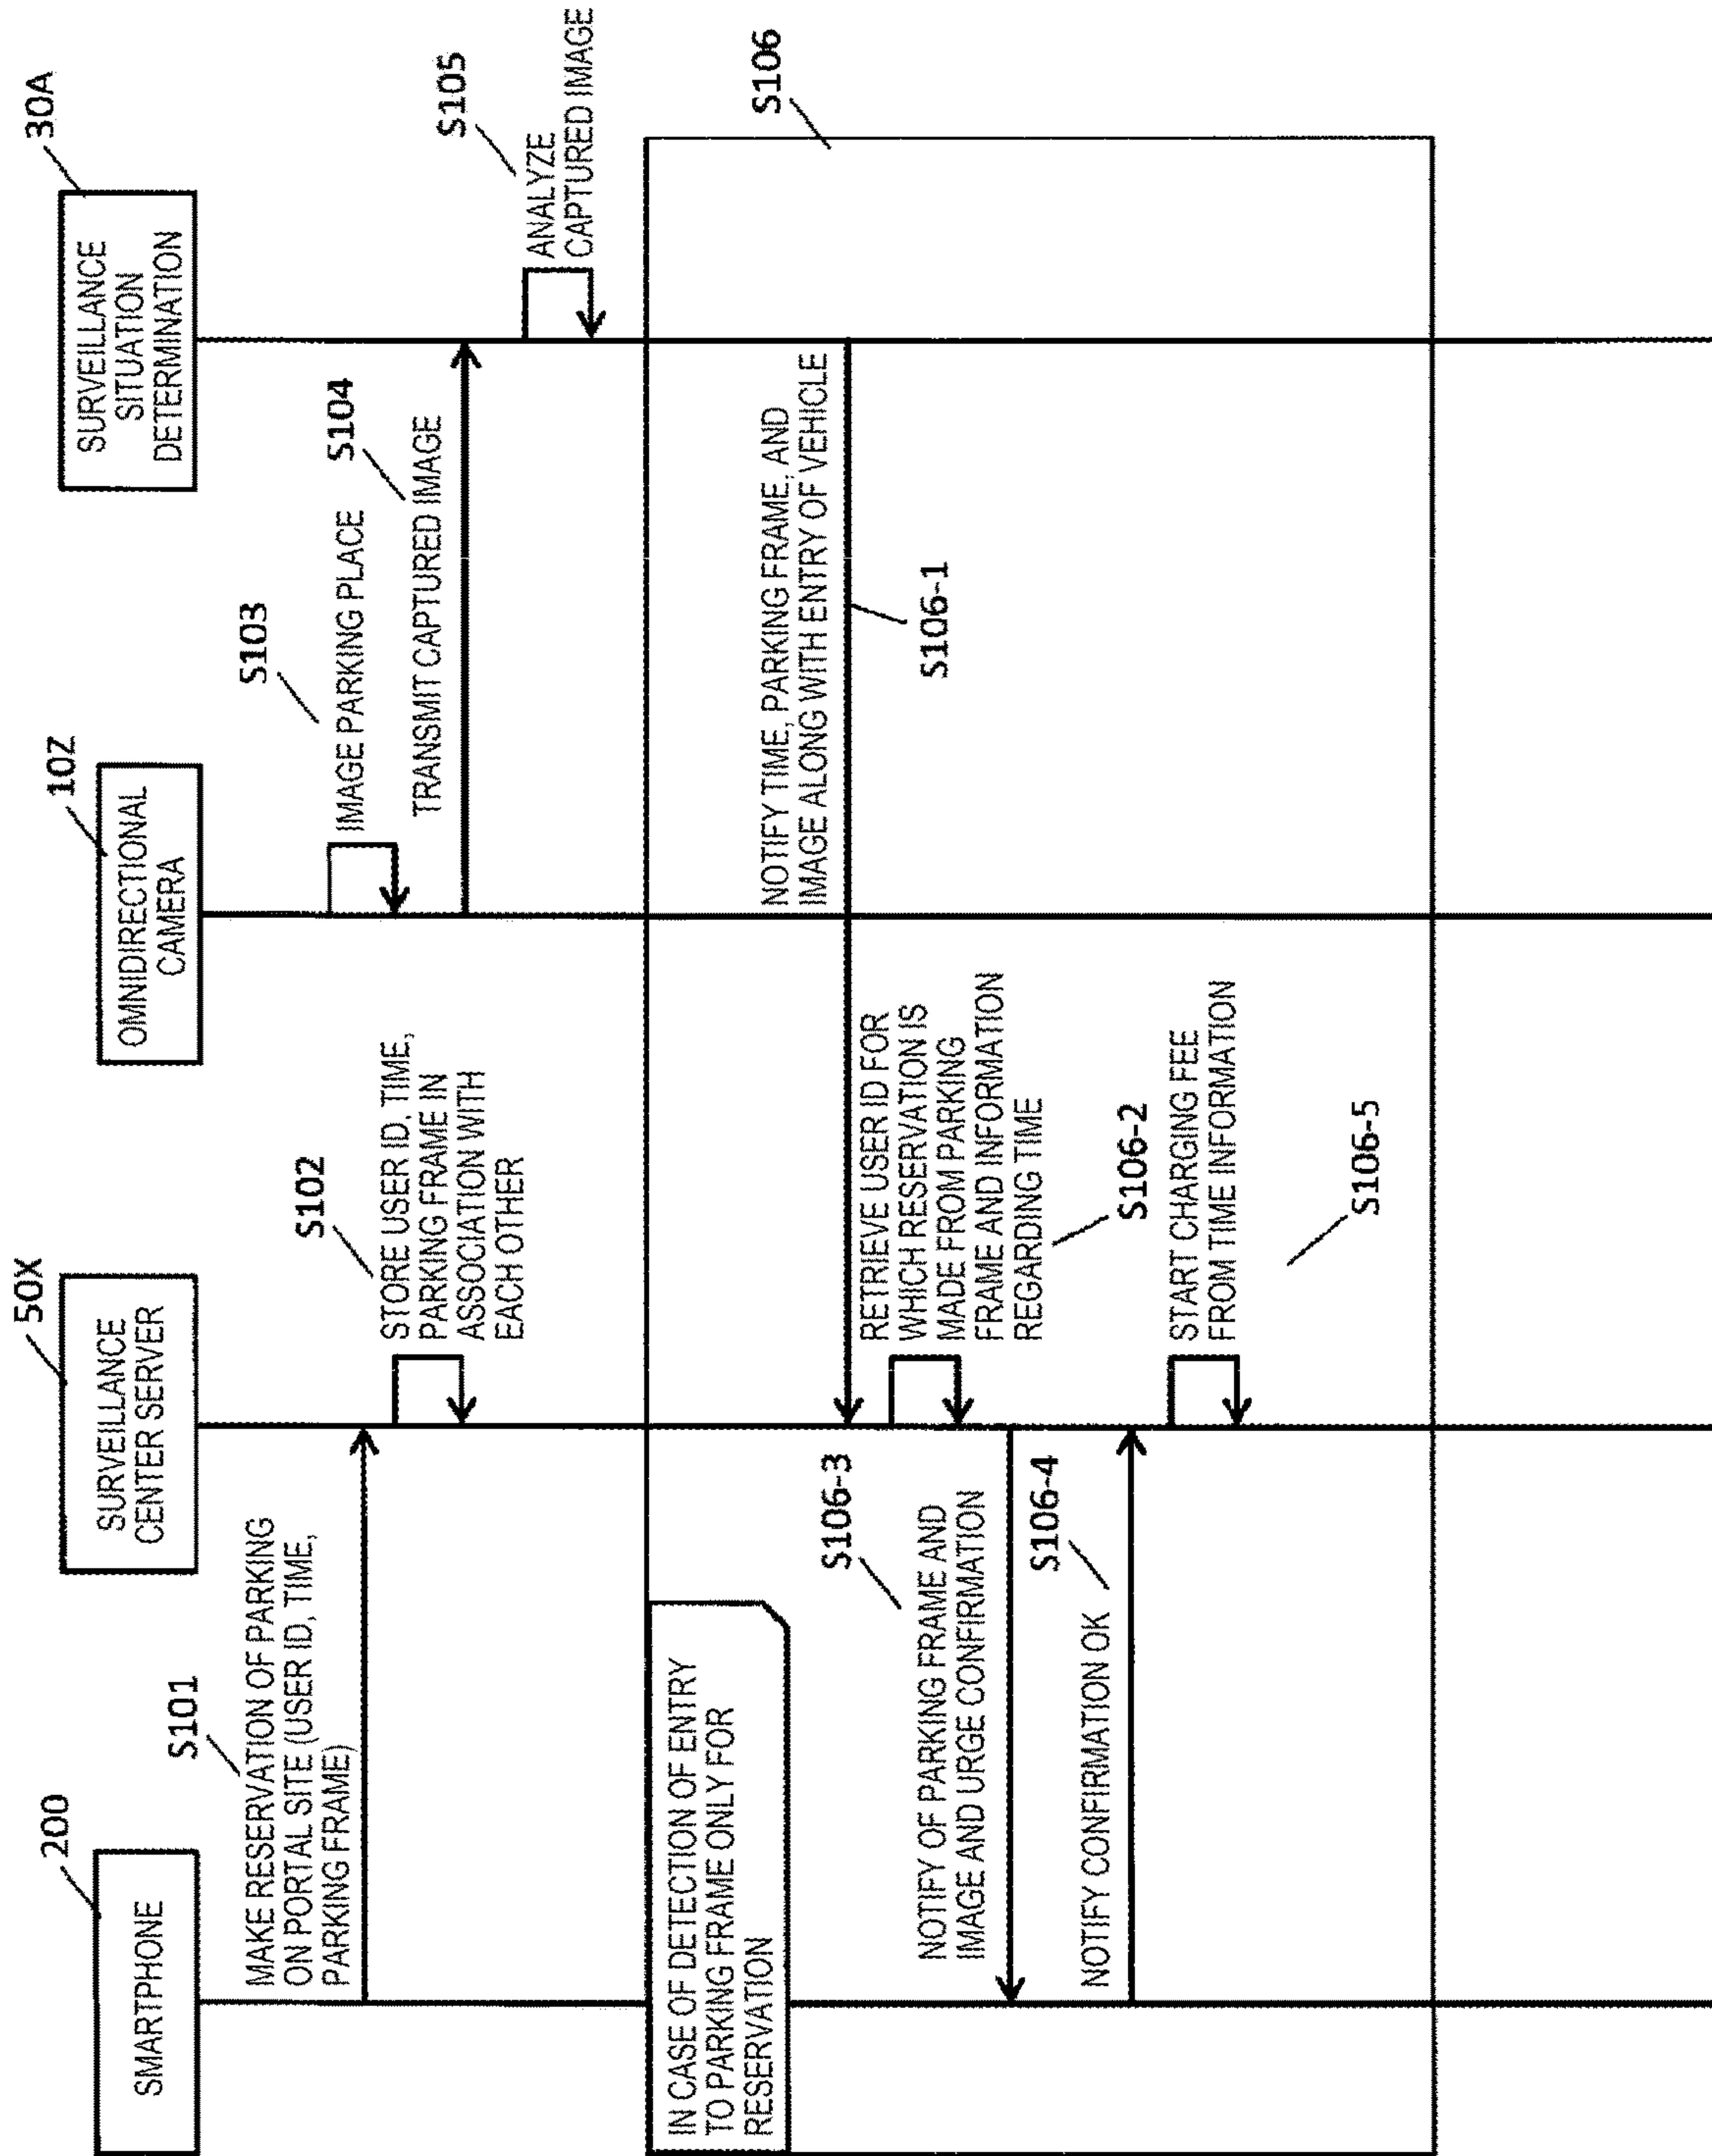 200
SMARTPHONE
50X
SURVEILLANCE
CENTER SERVER
10Z
OMNIDIRECTIONAL
CAMERA
30A
SURVEILLANCE
SITUATION
DETERMINATION
S101
MAKE RESERVATION OF PARKING
ON PORTAL SITE (USER ID, TIME,
PARKING FRAME)
S102
STORE USER ID, TIME,
PARKING FRAME IN
ASSOCIATION WITH
EACH OTHER
S103
IMAGE PARKING PLACE
S104
TRANSMIT CAPTURED IMAGE
S105
ANALYZE
CAPTURED IMAGE
S106
IN CASE OF DETECTION OF ENTRY
TO PARKING FRAME ONLY FOR
RESERVATION
NOTIFY TIME, PARKING FRAME, AND
IMAGE ALONG WITH ENTRY OF VEHICLE
S106-1
RETRIEVE USER ID FOR
WHICH RESERVATION IS
MADE FROM PARKING
FRAME AND INFORMATION
REGARDING TIME
S106-2
S106-3
NOTIFY OF PARKING FRAME AND
IMAGE AND URGE CONFIRMATION
S106-4
NOTIFY CONFIRMATION OK
START CHARGING FEE
FROM TIME INFORMATION
S106-5